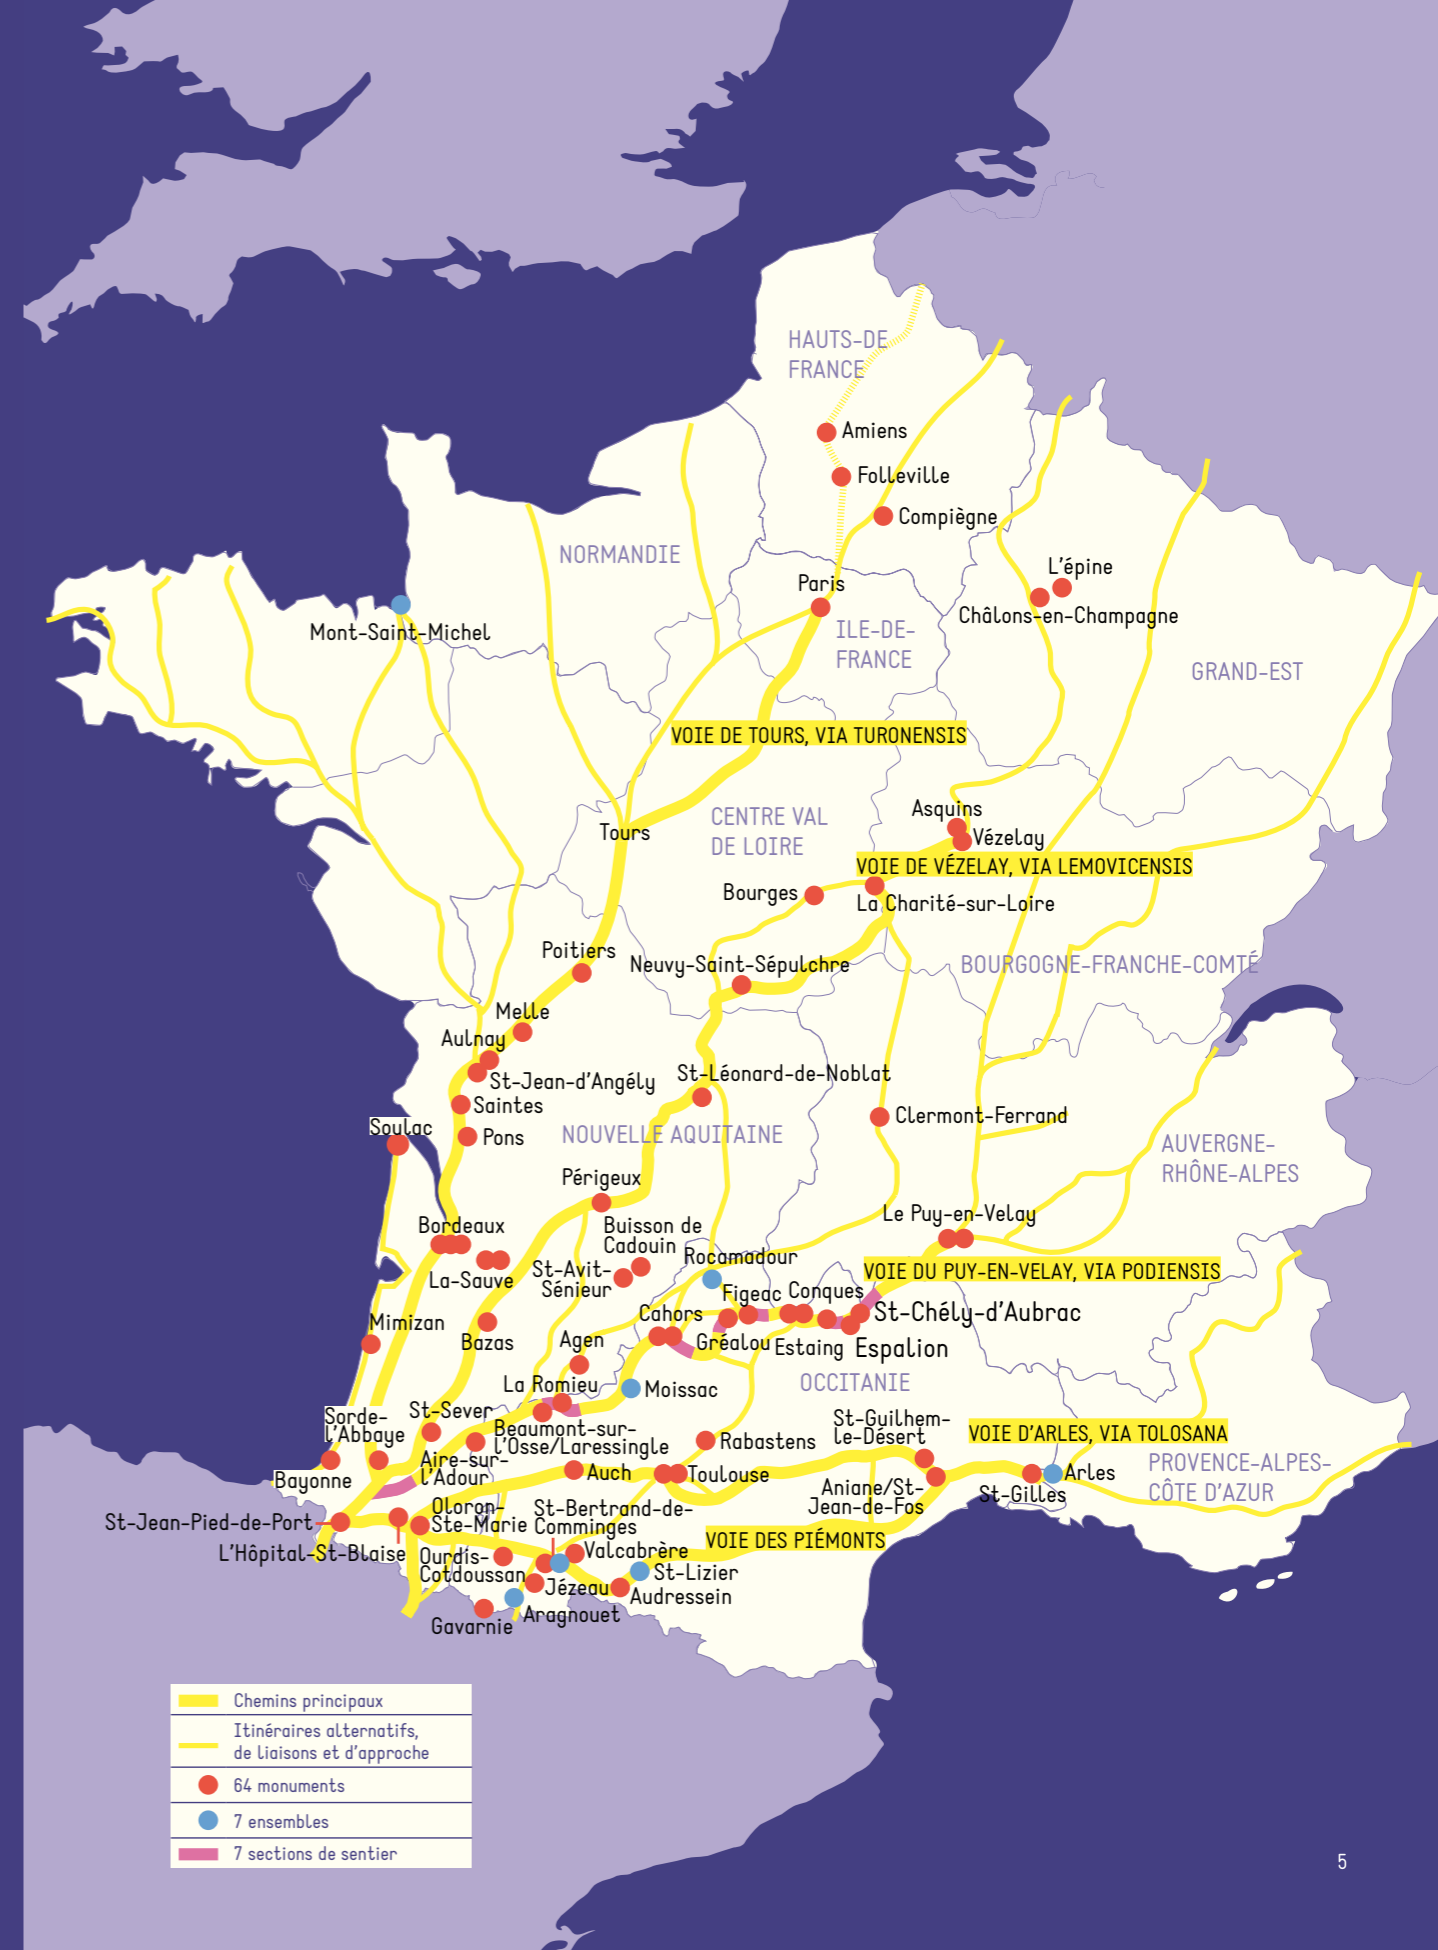 HAUTS-DE
FRANCE
Amiens
Folleville
Compiègne
NORMANDIE
L'épine
Paris
Châlons-en-Champagne
Mont-Saint-Michel
ILE-DE-
FRANCE
GRAND-EST
VOIE DE TOURS, VIA TURONENSIS
Asquins
CENTRE VAL
DE LOIRE
Tours
Vézelay
VOIE DE VÉZELAY, VIA LEMOVICENSIS
Bourges
La Charité-sur-Loire
Poitiers
Neuvy-Saint-Sépulchre
BOURGOGNE-FRANCHE-COMTÉ
Melle
Aulnay
St-Jean-d'Angély
St-Léonard-de-Noblat
Saintes
Clermont-Ferrand
Soulac
Pons
NOUVELLE AQUITAINE
AUVERGNE-
RHÔNE-ALPES
Périgeux
Le Puy-en-Velay
Bordeaux
Buisson de
Cadouin
Rocamadour
La-Sauve
St-Avit-
Sénieur
VOIE DU PUY-EN-VELAY, VIA PODIENSIS
Figeac
Conques
Cahors
St-Chély-d'Aubrac
Mimizan
Bazas
Agen
Gréalou
Estaing
Espalion
La Romieu
Moissac
OCCITANIE
Sorde-
L'Abbaye
St-Sever
Beaumont-sur-
L'Osse/Laressingle
St-Guilhem-
le-Désert
VOIE D'ARLES, VIA TOLOSANA
Rabastens
Aire-sur-
l'Adour
Bayonne
Auch
Toulouse
Aniane/St-
Jean-de-Fos
St-Gilles
Arles
PROVENCE-ALPES-
CÔTE D'AZUR
St-Jean-Pied-de-Port
Oloron-
Ste-Marie
St-Bertrand-de-
Comminges
VOIE DES PIÉMONTS
L'Hôpital-St-Blaise
Ourdis-
Cotdoussan
Valcabrère
St-Lizier
Jézeau
Audressein
Aragnouet
Gavarnie
Chemins principaux
Itinéraires alternatifs,
de liaisons et d'approche
64 monuments
7 ensembles
7 sections de sentier
5